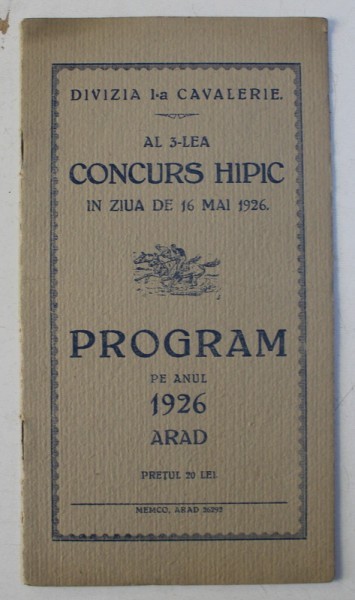 DIVIZIA I-a CAVALERIE.
AL 3-LEA
CONCURS HIPIC
IN ZIUA DE 16 MAI 1926.
PROGRAM
PE ANUL
1926
ARAD
PREȚUL 20 LEI.
MEMCO, ARAD